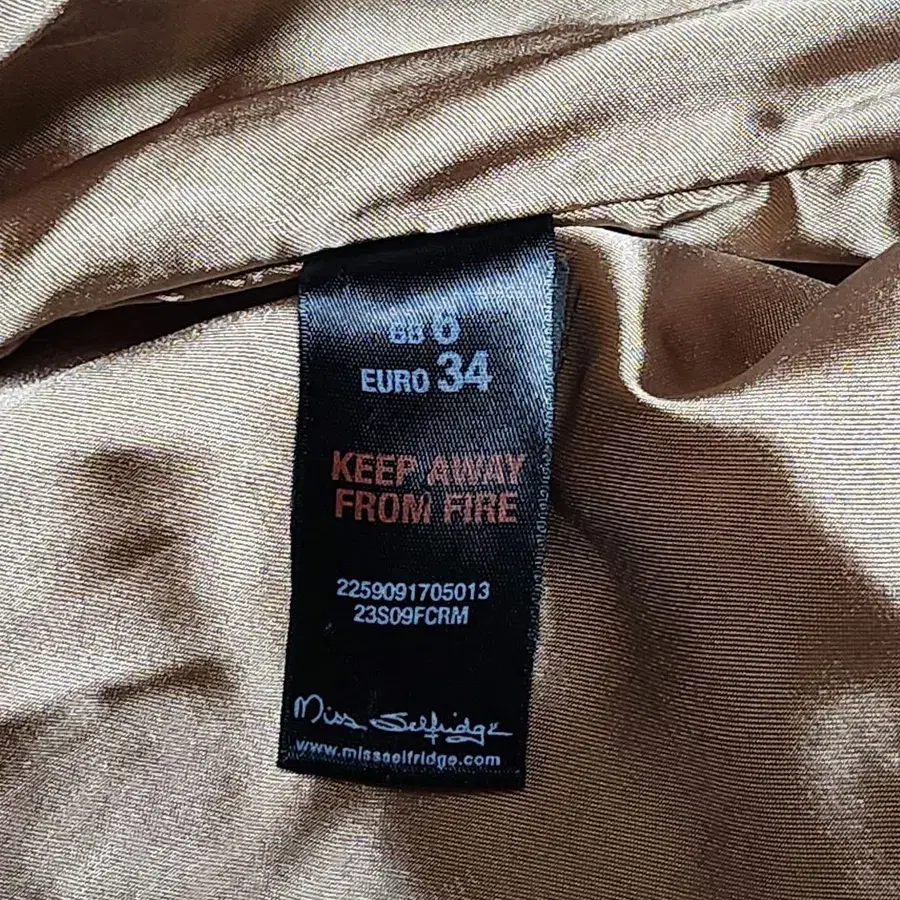 GB 6
EURO 34
KEEP AWAY
FROM FIRE
2259091705013
23S09FCRM
Miss Selfridge
www.missselfridge.com